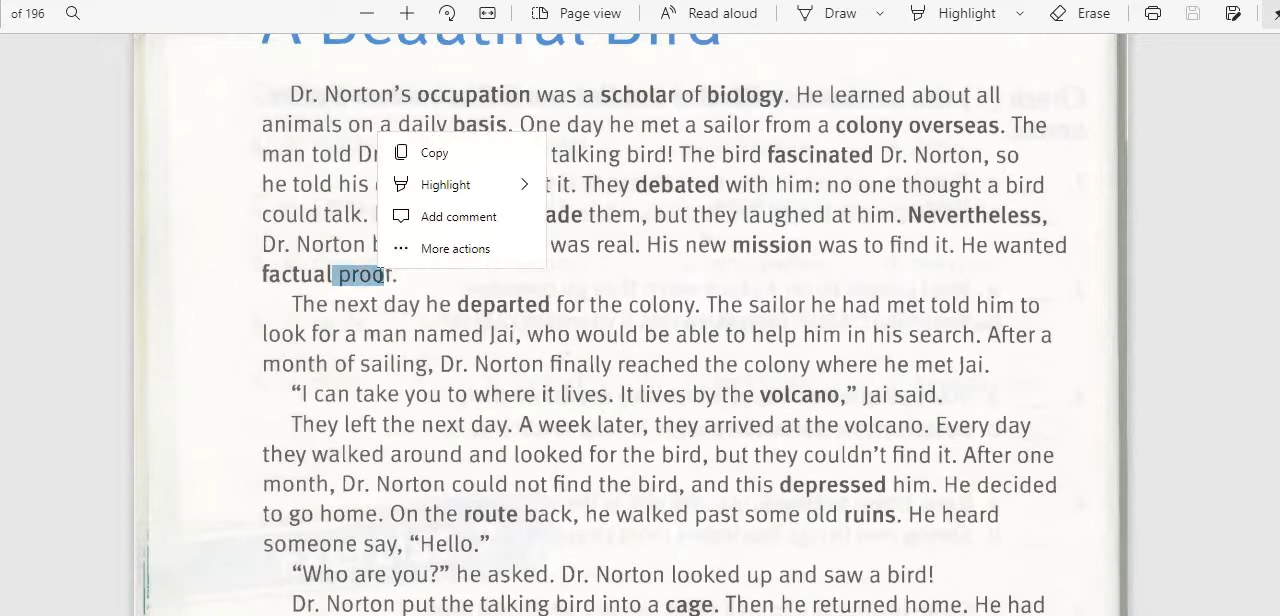 of 196
Page view
Read aloud
Draw
Highlight
Erase
A Beautiful Bird
Dr. Norton's occupation was a scholar of biology. He learned about all
animals on a daily basis. One day he met a sailor from a colony overseas. The
man told Dr
talking bird! The bird fascinated Dr. Norton, so
he told his
t it. They debated with him: no one thought a bird
could talk.
ade them, but they laughed at him. Nevertheless,
Dr. Norton b
was real. His new mission was to find it. He wanted
factual proof.
Copy
Highlight
Add comment
More actions
The next day he departed for the colony. The sailor he had met told him to
look for a man named Jai, who would be able to help him in his search. After a
month of sailing, Dr. Norton finally reached the colony where he met Jai.
“I can take you to where it lives. It lives by the volcano,” Jai said.
They left the next day. A week later, they arrived at the volcano. Every day
they walked around and looked for the bird, but they couldn't find it. After one
month, Dr. Norton could not find the bird, and this depressed him. He decided
to go home. On the route back, he walked past some old ruins. He heard
someone say, “Hello.”
“Who are you?” he asked. Dr. Norton looked up and saw a bird!
Dr. Norton put the talking bird into a cage. Then he returned home. He had